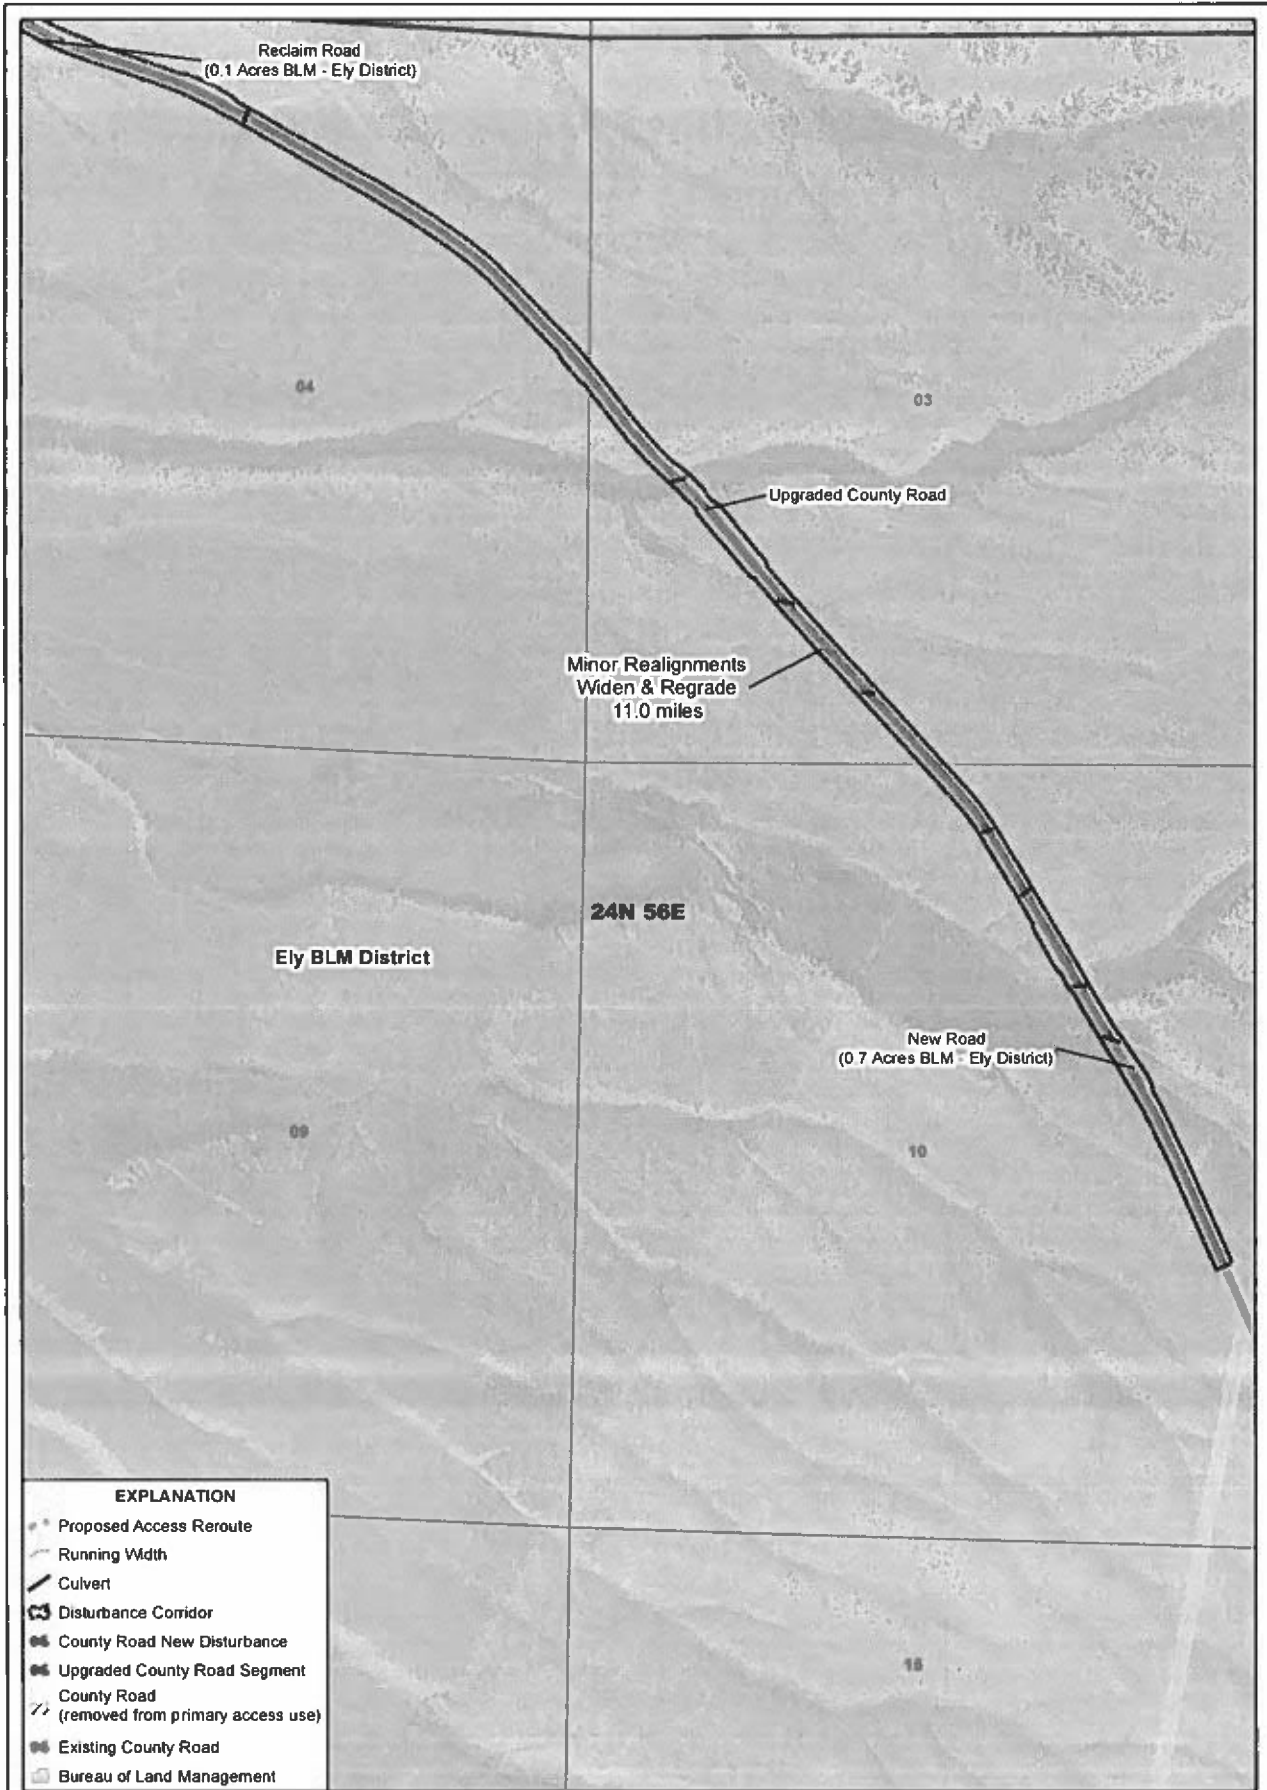 Reclaim Road
(0.1 Acres BLM - Ely District)
04
03
Upgraded County Road
Minor Realignments
Widen & Regrade
11.0 miles
24N 56E
Ely BLM District
New Road
(0.7 Acres BLM - Ely District)
09
10
EXPLANATION
Proposed Access Reroute
Running Width
Culvert
Disturbance Corridor
County Road New Disturbance
Upgraded County Road Segment
County Road
(removed from primary access use)
Existing County Road
Bureau of Land Management